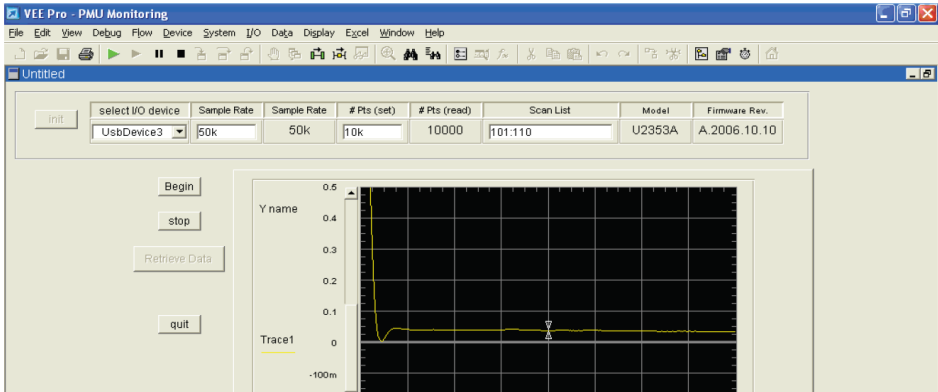 VEE Pro - PMU Monitoring
File Edit View Debug Flow Device System I/O Data Display Excel Window Help
Untitled
Init
select I/O device Sample Rate Sample Rate # Pts (set) # Pts (read) Scan List Model Firmware Rev.
UsbDevice3 50k 50k 10k 10000 101:110 U2353A A.2006.10.10
Begin
stop
Retrieve Data
quit
Y name
0.5
0.4
0.3
0.2
0.1
Trace1
0
-100m